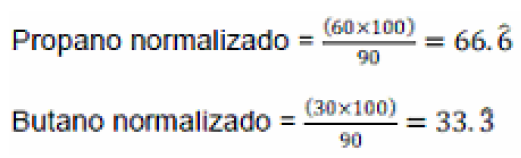 Propano normalizado = (60×100)/90 = 66.6̂
Butano normalizado = (30×100)/90 = 33.3̂